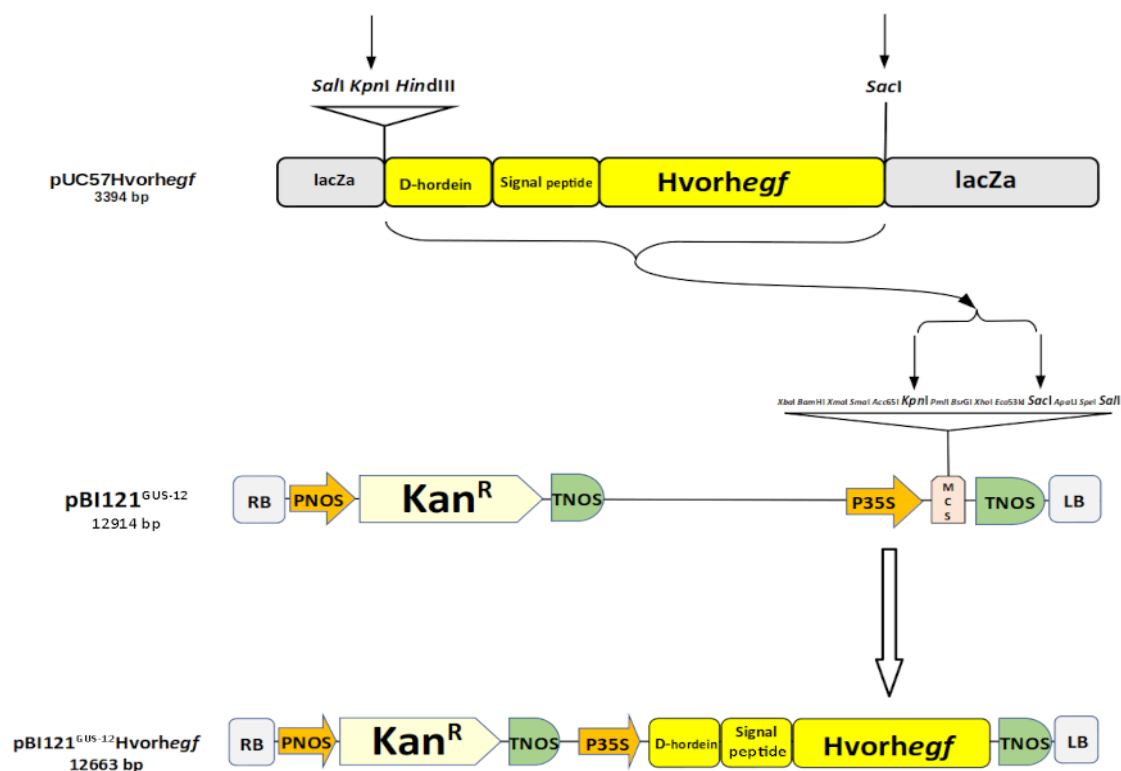 SalI KpnI HindIII
SacI
pUC57Hvorhegf
3394 bp
lacZa
D-hordein
Signal peptide
Hvorhegf
lacZa
XbaI BamHI XmaI SmaI Acc65I KpnI PmlI BsrGI XhoI Eco53kI SacI ApaLI SpeI SalI
pBI121GUS-12
12914 bp
RB
PNOS
KanR
TNOS
P35S
M
C
S
TNOS
LB
pBI121GUS-12Hvorhegf
12663 bp
RB
PNOS
KanR
TNOS
P35S
D-hordein
Signal
peptide
Hvorhegf
TNOS
LB